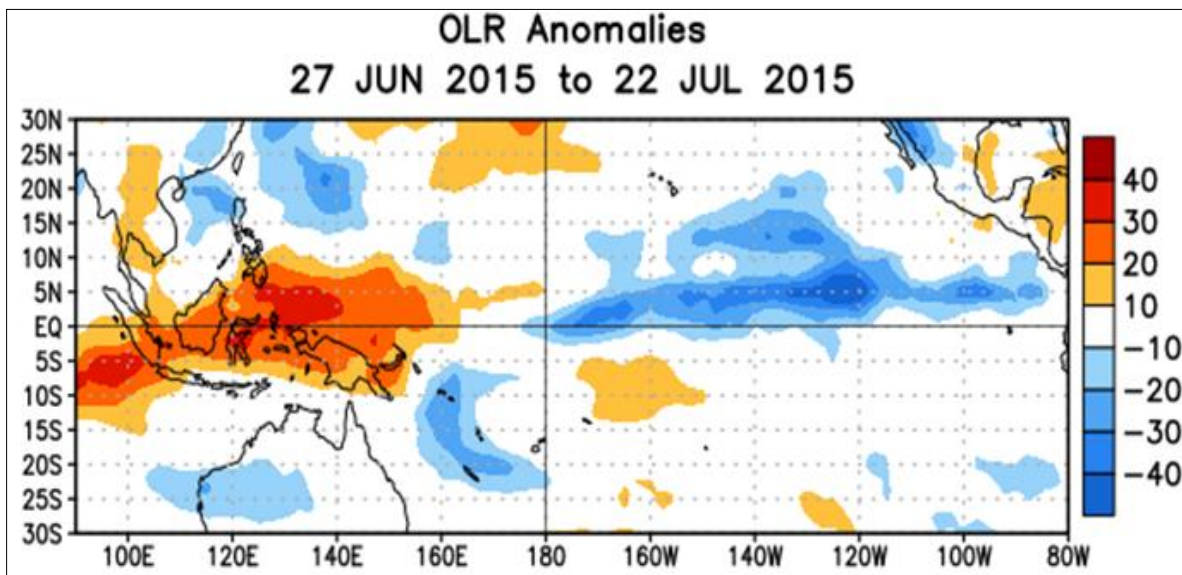 OLR Anomalies
27 JUN 2015 to 22 JUL 2015
30N
25N
20N
15N
10N
5N
EQ
5S
10S
15S
20S
25S
30S
100E 120E 140E 160E 180 160W 140W 120W 100W 80W
40
30
20
10
−10
−20
−30
−40